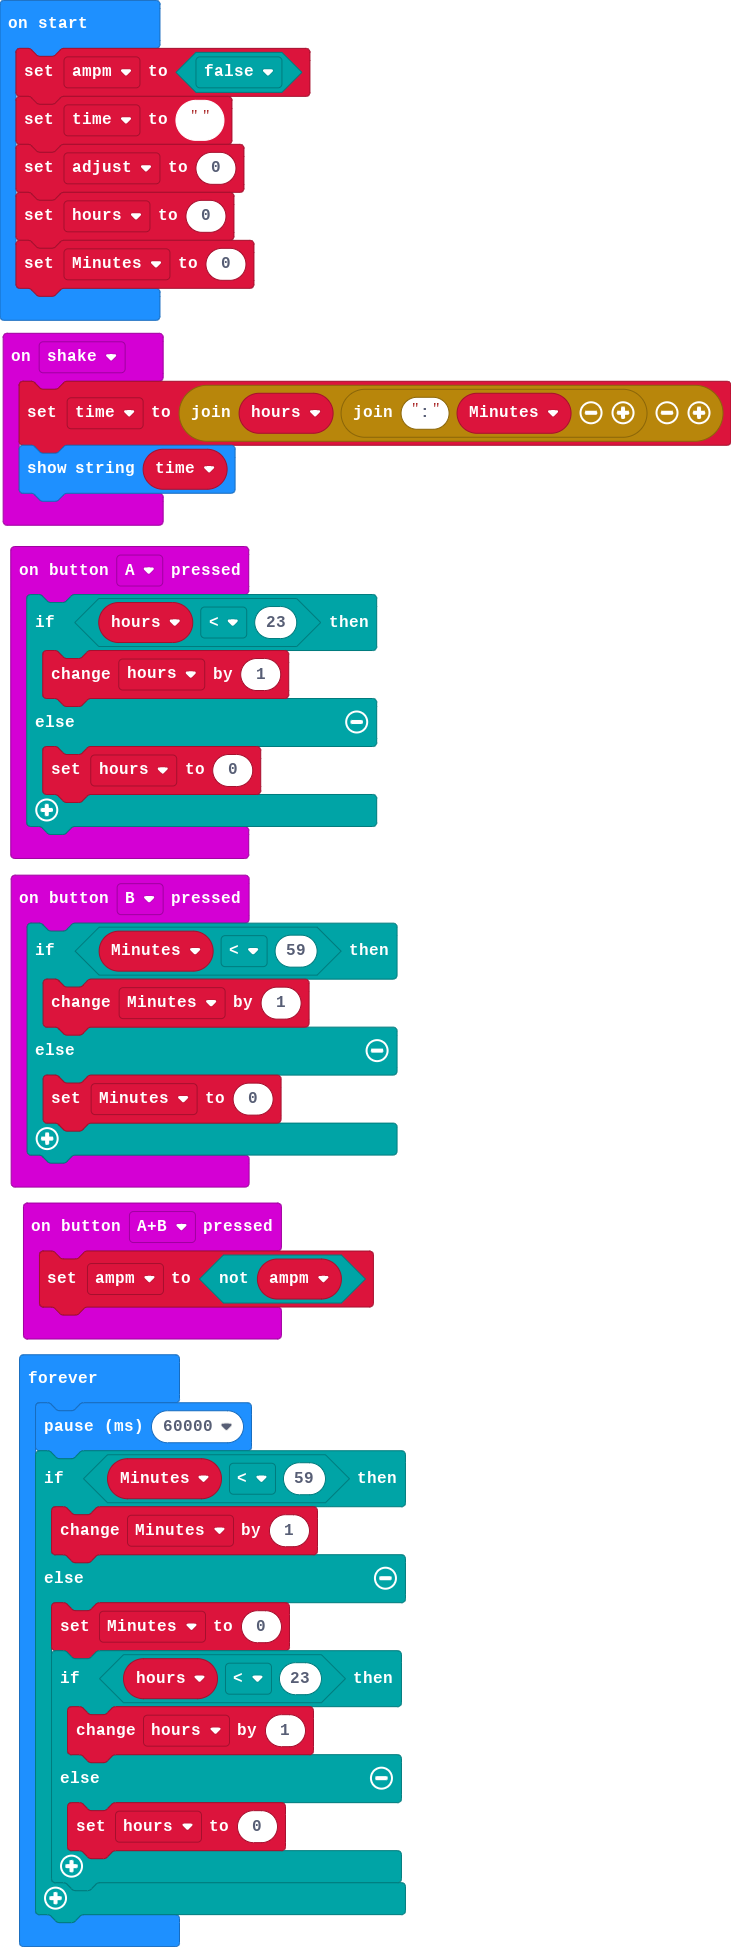 on start
set ampm to false
set time to " "
set adjust to 0
set hours to 0
set Minutes to 0
on shake
set time to join hours join ":" Minutes
show string time
on button A pressed
if hours < 23 then
change hours by 1
else
set hours to 0
on button B pressed
if Minutes < 59 then
change Minutes by 1
else
set Minutes to 0
on button A+B pressed
set ampm to not ampm
forever
pause (ms) 60000
if Minutes < 59 then
change Minutes by 1
else
set Minutes to 0
if hours < 23 then
change hours by 1
else
set hours to 0